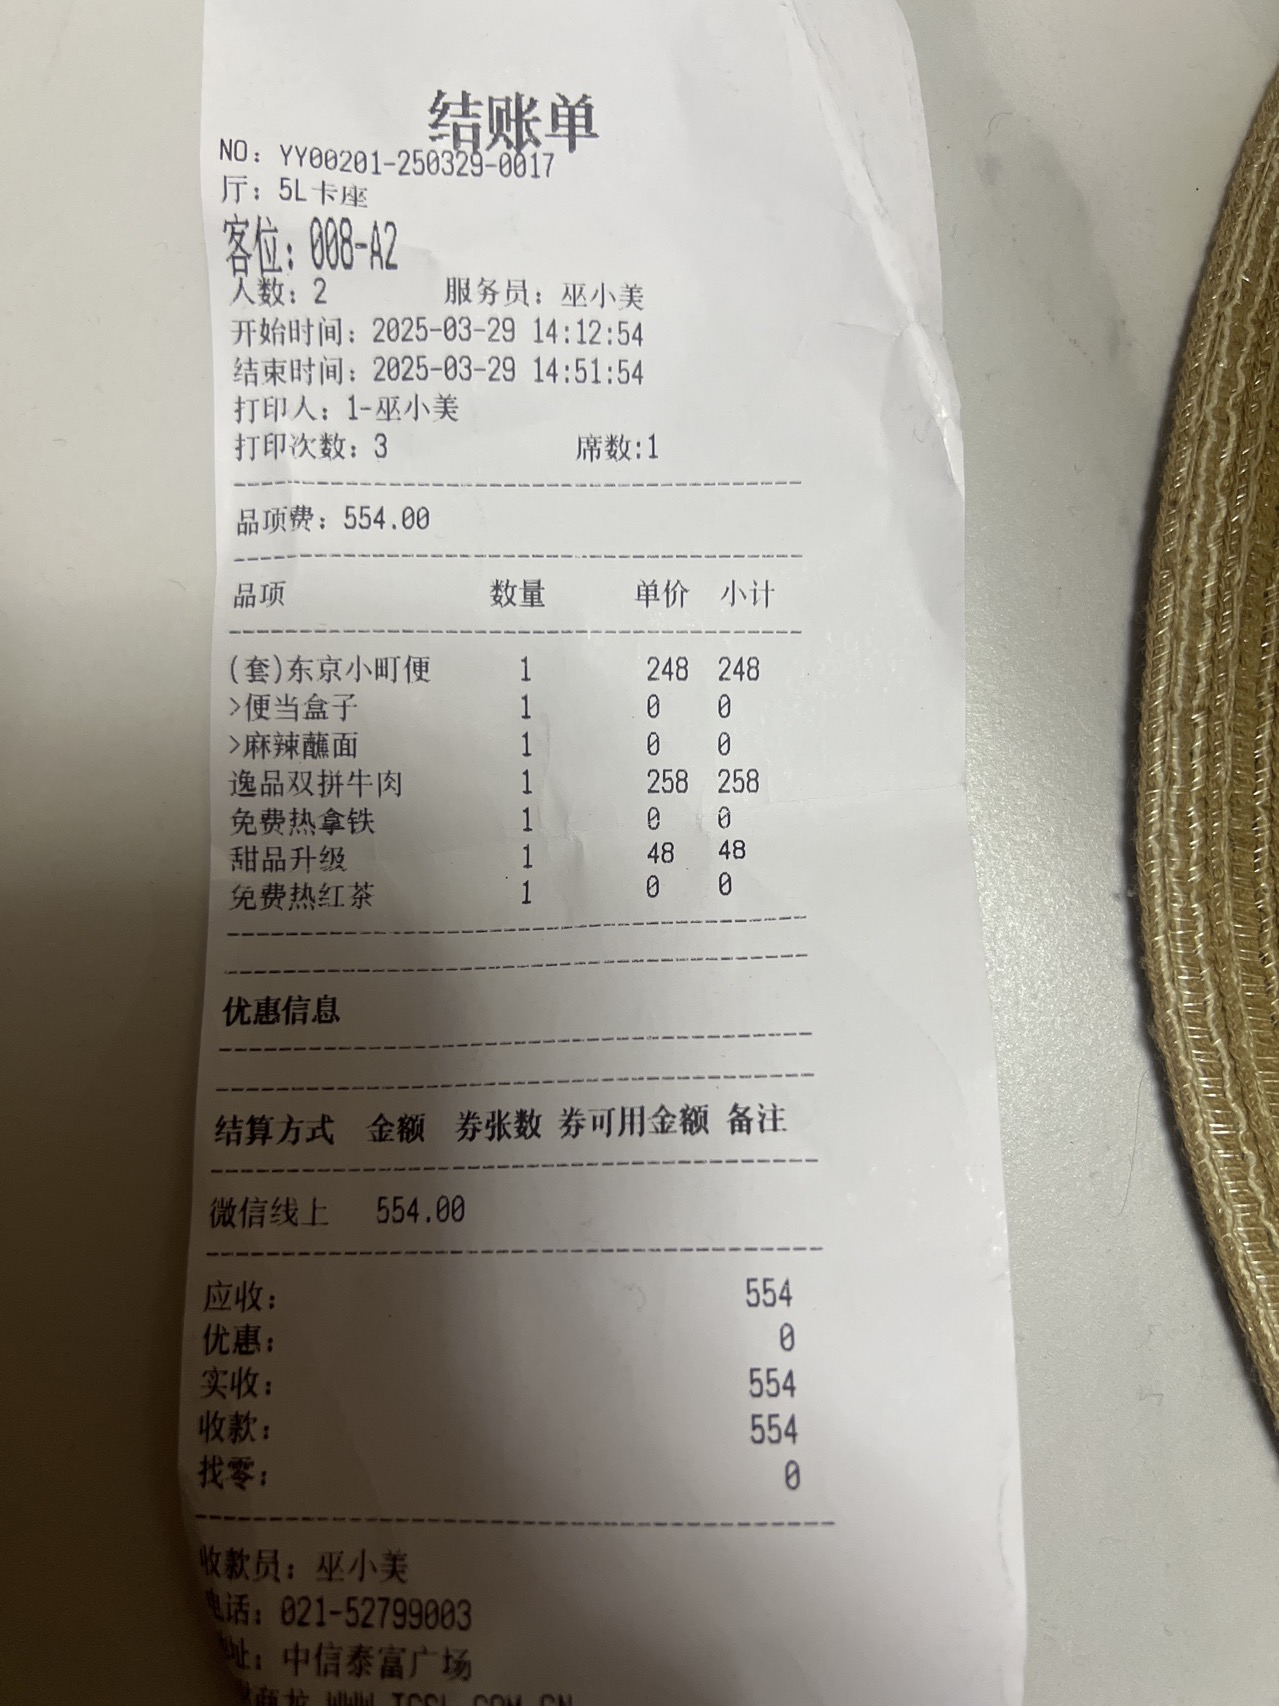 结账单
NO: YY00201-250329-0017
厅: 5L卡座
客位: 008-A2
人数: 2 服务员: 巫小美
开始时间: 2025-03-29 14:12:54
结束时间: 2025-03-29 14:51:54
打印人: 1-巫小美
打印次数: 3 席数:1
品项费: 554.00
品项 数量 单价 小计
(套)东京小町便 1 248 248
>便当盒子 1 0 0
>麻辣蘸面 1 0 0
逸品双拼牛肉 1 258 258
免费热拿铁 1 0 0
甜品升级 1 48 48
免费热红茶 1 0 0
优惠信息
结算方式 金额 券张数 券可用金额 备注
微信线上 554.00
应收: 554
优惠: 0
实收: 554
收款: 554
找零: 0
收款员: 巫小美
电话: 021-52799003
址: 中信泰富广场